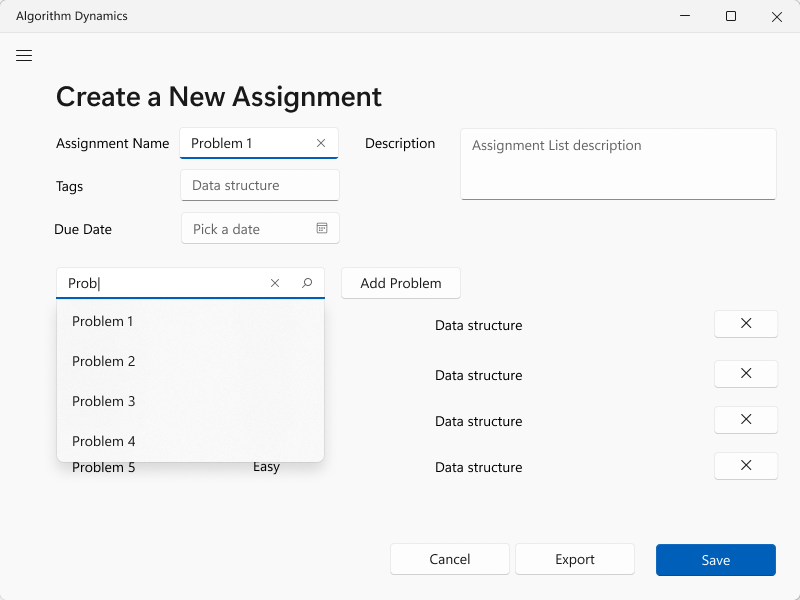 Algorithm Dynamics
Create a New Assignment
Assignment Name
Problem 1
Description
Assignment List description
Tags
Data structure
Due Date
Pick a date
Prob
Add Problem
Problem 1
Data structure
Problem 2
Data structure
Problem 3
Data structure
Problem 4
Problem 5
Easy
Data structure
Cancel
Export
Save